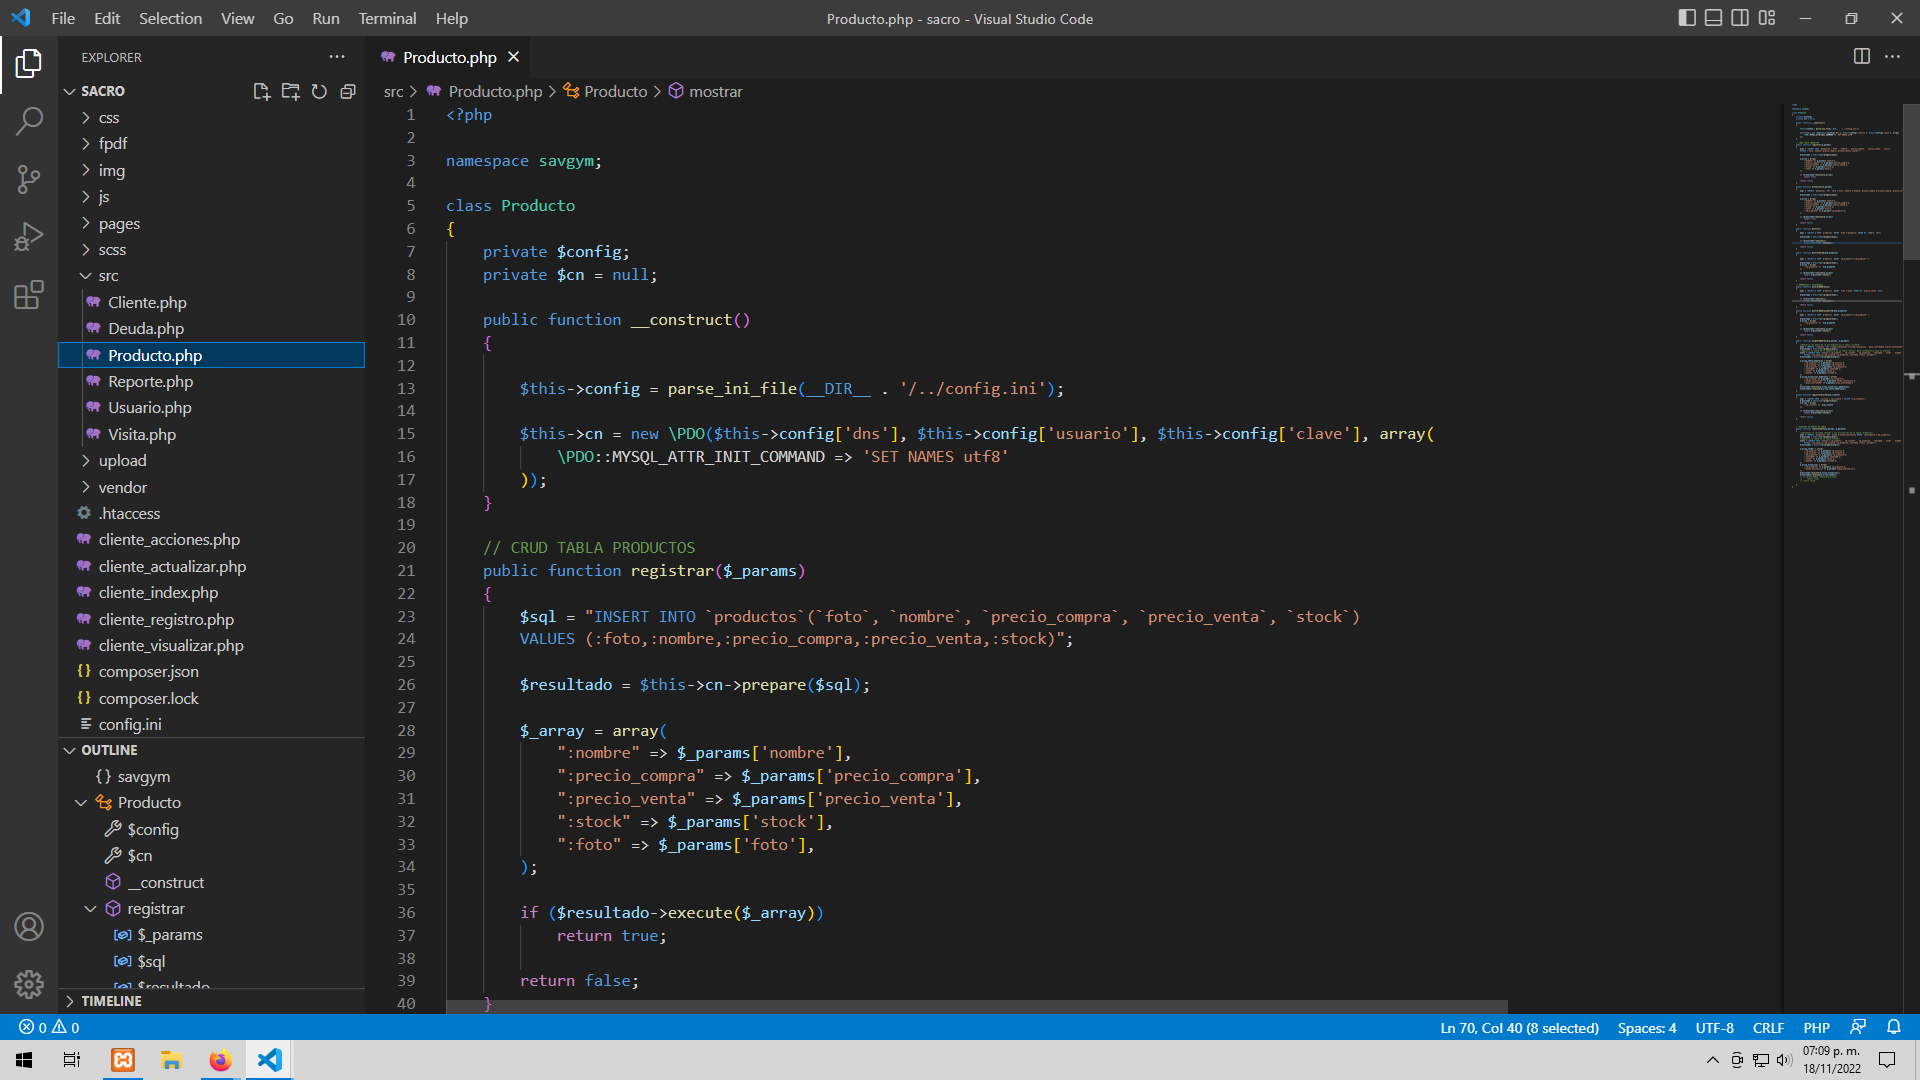 File Edit Selection View Go Run Terminal Help
Producto.php - sacro - Visual Studio Code
EXPLORER
SACRO
css
fpdf
img
js
pages
scss
src
Cliente.php
Deuda.php
Producto.php
Reporte.php
Usuario.php
Visita.php
upload
vendor
.htaccess
cliente_acciones.php
cliente_actualizar.php
cliente_index.php
cliente_registro.php
cliente_visualizar.php
composer.json
composer.lock
config.ini
OUTLINE
{} savgym
Producto
$config
$cn
__construct
registrar
$_params
$sql
$resultado
TIMELINE
Producto.php
src > Producto.php > Producto > mostrar
1 <?php
2
3 namespace savgym;
4
5 class Producto
6 {
7 private $config;
8 private $cn = null;
9
10 public function __construct()
11 {
12
13 $this->config = parse_ini_file(__DIR__ . '/../config.ini');
14
15 $this->cn = new \PDO($this->config['dns'], $this->config['usuario'], $this->config['clave'], array(
16 \PDO::MYSQL_ATTR_INIT_COMMAND => 'SET NAMES utf8'
17 ));
18 }
19
20 // CRUD TABLA PRODUCTOS
21 public function registrar($_params)
22 {
23 $sql = "INSERT INTO `productos`(`foto`, `nombre`, `precio_compra`, `precio_venta`, `stock`)
24 VALUES (:foto,:nombre,:precio_compra,:precio_venta,:stock)";
25
26 $resultado = $this->cn->prepare($sql);
27
28 $_array = array(
29 ":nombre" => $_params['nombre'],
30 ":precio_compra" => $_params['precio_compra'],
31 ":precio_venta" => $_params['precio_venta'],
32 ":stock" => $_params['stock'],
33 ":foto" => $_params['foto'],
34 );
35
36 if ($resultado->execute($_array))
37 return true;
38
39 return false;
40 }
0 0
Ln 70, Col 40 (8 selected) Spaces: 4 UTF-8 CRLF PHP
07:09 p. m.
18/11/2022